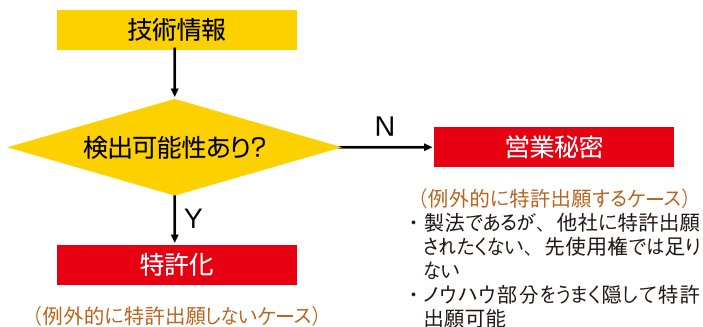 技術情報
検出可能性あり?
N
営業秘密
Y
(例外的に特許出願するケース)
・製法であるが、他社に特許出願
されたくない、先使用権では足り
ない
・ノウハウ部分をうまく隠して特許
出願可能
特許化
(例外的に特許出願しないケース)